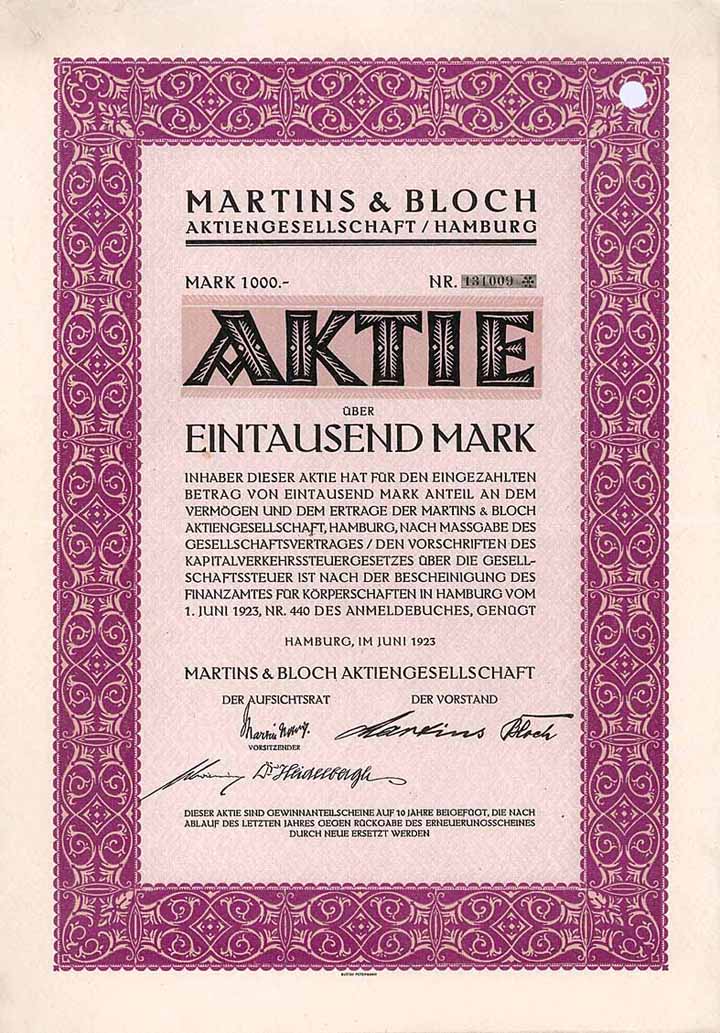 MARTINS & BLOCH
AKTIENGESELLSCHAFT / HAMBURG
MARK 1000.- NR. 131009
AKTIE
ÜBER
EINTAUSEND MARK
INHABER DIESER AKTIE HAT FÜR DEN EINGEZAHLTEN
BETRAG VON EINTAUSEND MARK ANTEIL AN DEM
VERMÖGEN UND DEM ERTRAGE DER MARTINS & BLOCH
AKTIENGESELLSCHAFT, HAMBURG, NACH MASSGABE DES
GESELLSCHAFTSVERTRAGES / DEN VORSCHRIFTEN DES
KAPITALVERKEHRSSTEUERGESETZES ÜBER DIE GESELL-
SCHAFTSSTEUER IST NACH DER BESCHEINIGUNG DES
FINANZAMTES FÜR KÖRPERSCHAFTEN IN HAMBURG VOM
1. JUNI 1923, NR. 440 DES ANMELDEBUCHES, GENÜGT
HAMBURG, IM JUNI 1923
MARTINS & BLOCH AKTIENGESELLSCHAFT
DER AUFSICHTSRAT DER VORSTAND
Martin Martins Bloch
VORSITZENDER
Dr Heidelbergh
DIESER AKTIE SIND GEWINNANTEILSCHEINE AUF 10 JAHRE BEIGEFÜGT, DIE NACH
ABLAUF DES LETZTEN JAHRES GEGEN RÜCKGABE DES ERNEUERUNGSSCHEINES
DURCH NEUE ERSETZT WERDEN
GUSTAV PETERMANN